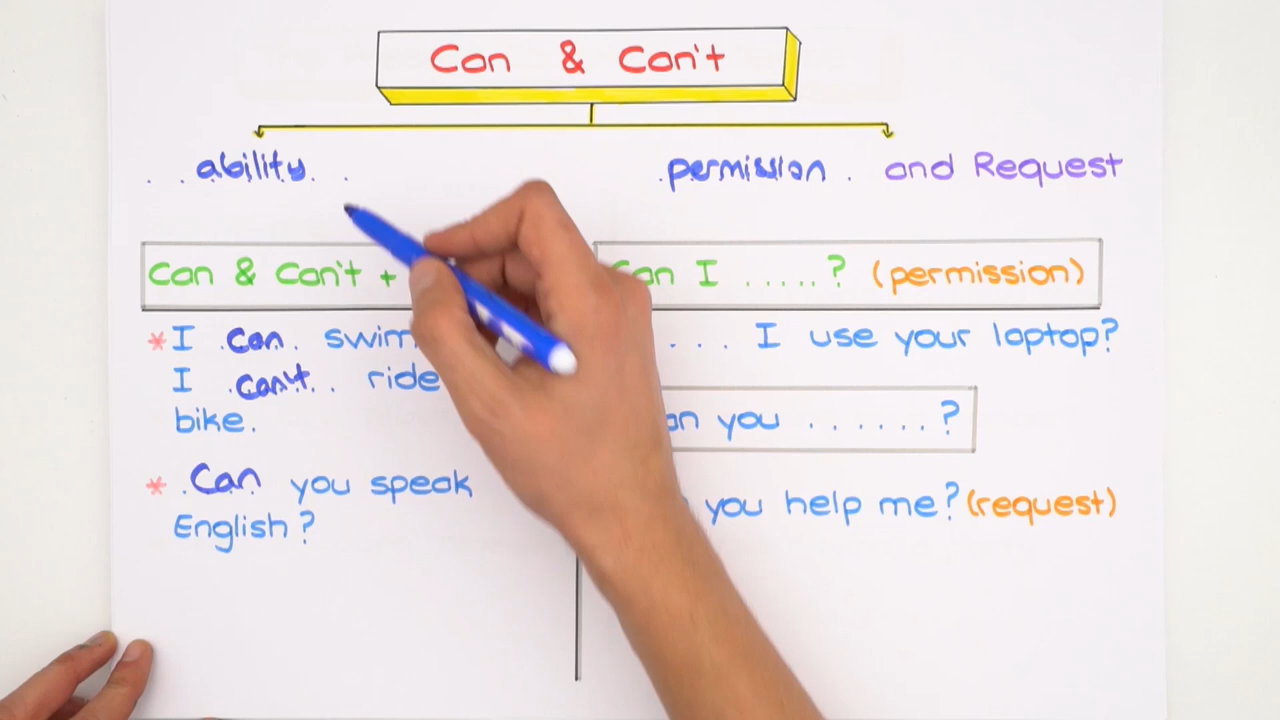 Can & Can't
ability
permission and Request
Can & Can't +
Can I .....? (permission)
* I Can swim
I Can't ride
bike.
* Can you speak
English?
.... I use your laptop?
you ......?
you help me? (request)